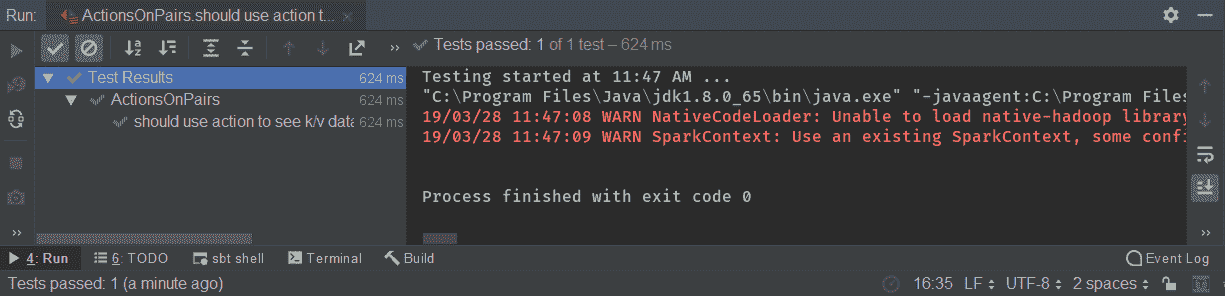 Run: ActionsOnPairs.should use action t...
Tests passed: 1 of 1 test – 624 ms
Test Results 624 ms
ActionsOnPairs 624 ms
should use action to see k/v data 624 ms
Testing started at 11:47 AM ...
"C:\Program Files\Java\jdk1.8.0_65\bin\java.exe" "-javaagent:C:\Program Files
19/03/28 11:47:08 WARN NativeCodeLoader: Unable to load native-hadoop library
19/03/28 11:47:09 WARN SparkContext: Use an existing SparkContext, some confi
Process finished with exit code 0
4: Run 6: TODO sbt shell Terminal Build Event Log
Tests passed: 1 (a minute ago) 16:35 LF UTF-8 2 spaces